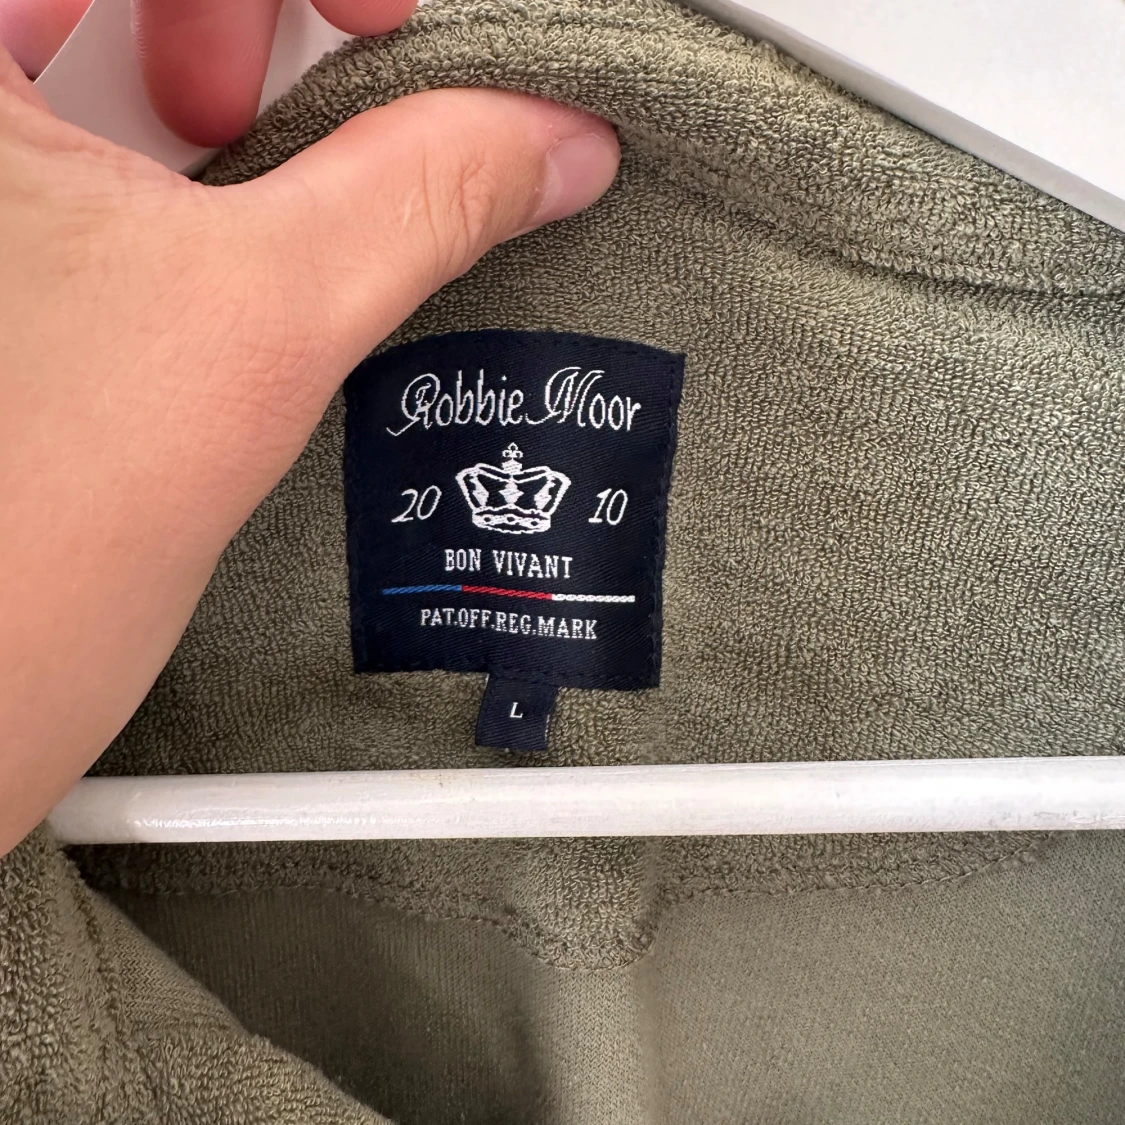 Robbie Moor
20 10
BON VIVANT
PAT.OFF.REG.MARK
L